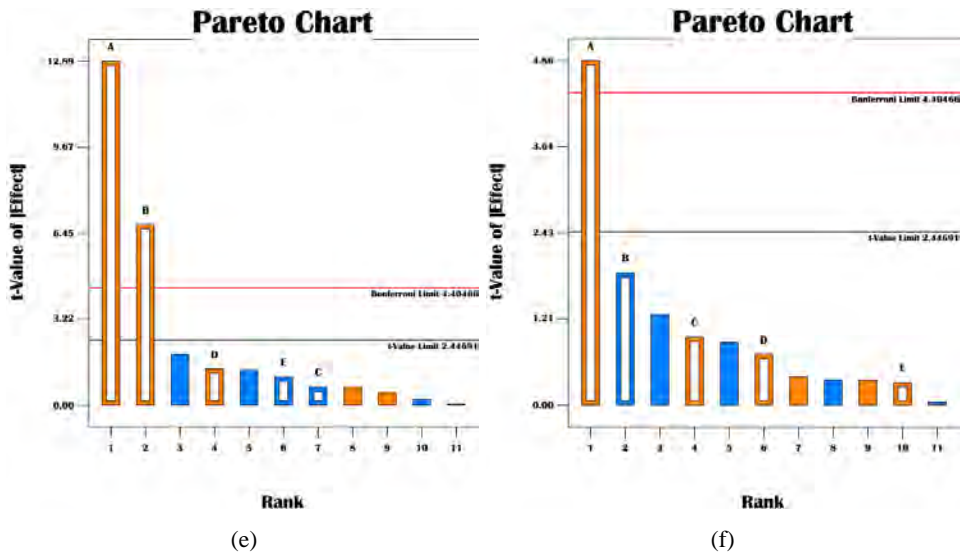 Pareto Chart
t-Value of |Effect|
12.89
9.67
6.45
3.22
0.00
A
B
D
E
C
Bonferroni Limit 4.40466
t-Value Limit 2.44691
1 2 3 4 5 6 7 8 9 10 11
Rank
(e)
Pareto Chart
t-Value of |Effect|
4.86
3.64
2.43
1.21
0.00
A
B
C
D
E
Bonferroni Limit 4.40466
t-Value Limit 2.44691
1 2 3 4 5 6 7 8 9 10 11
Rank
(f)